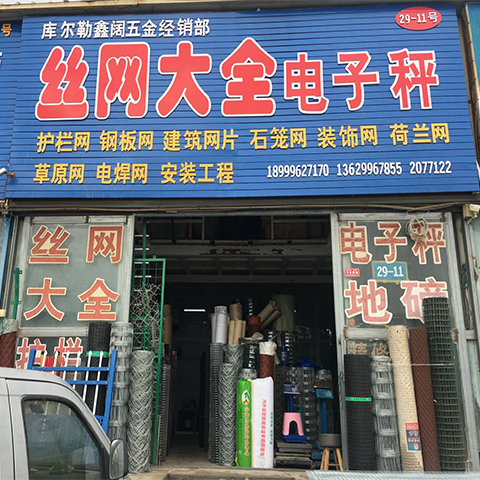 29-11号
库尔勒鑫阔五金经销部
丝网大全电子秤
护栏网 钢板网 建筑网片 石笼网 装饰网 荷兰网
草原网 电焊网 安装工程 18999627170 13629967855 2077122
号
丝网
大全
护栏
电子秤
29-11
地磅